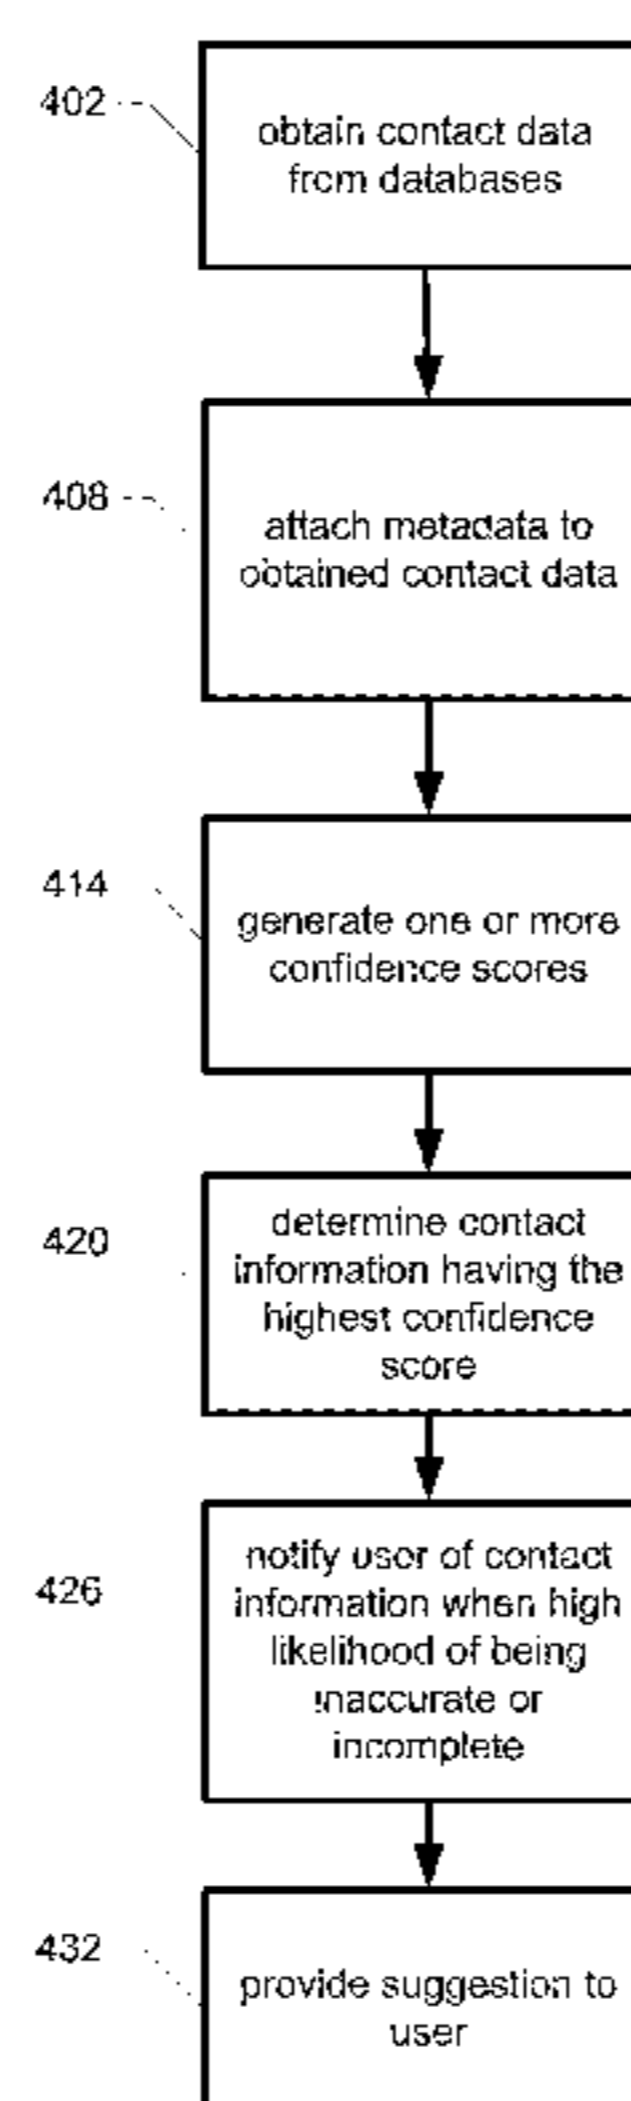 402
obtain contact data
from databases
408
attach metadata to
obtained contact data
414
generate one or more
confidence scores
420
determine contact
information having the
highest confidence
score
426
notify user of contact
information when high
likelihood of being
inaccurate or
incomplete
432
provide suggestion to
user